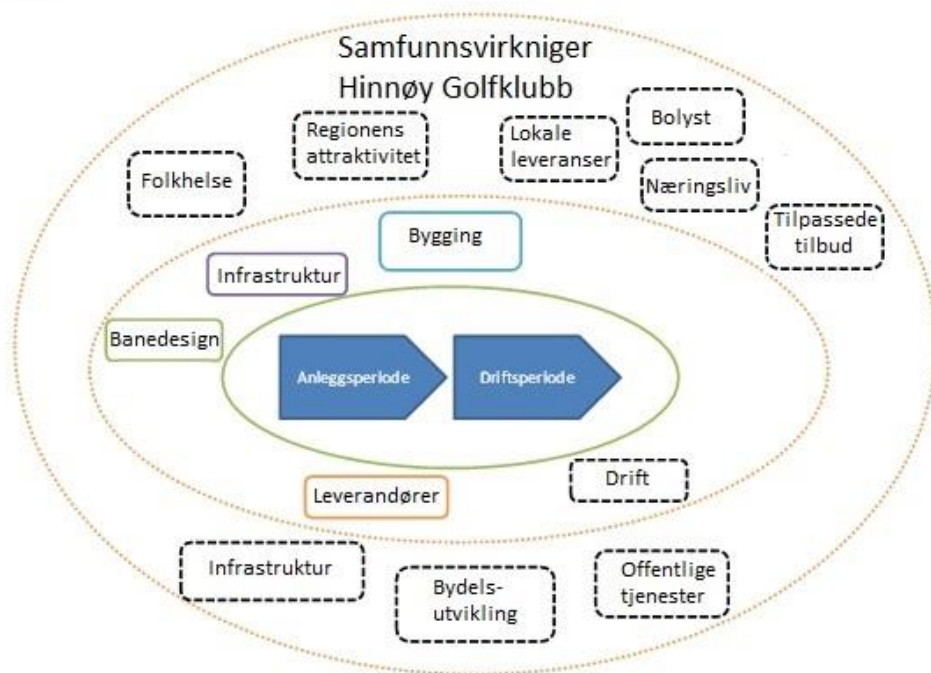 Samfunnsvirkniger
Hinnøy Golfklubb
Bolyst
Regionens
attraktivitet
Lokale
leveranser
Folkhelse
Næringsliv
Tilpassede
tilbud
Bygging
Infrastruktur
Banedesign
Anleggsperiode
Driftsperiode
Drift
Leverandører
Infrastruktur
Bydels-
utvikling
Offentlige
tjenester